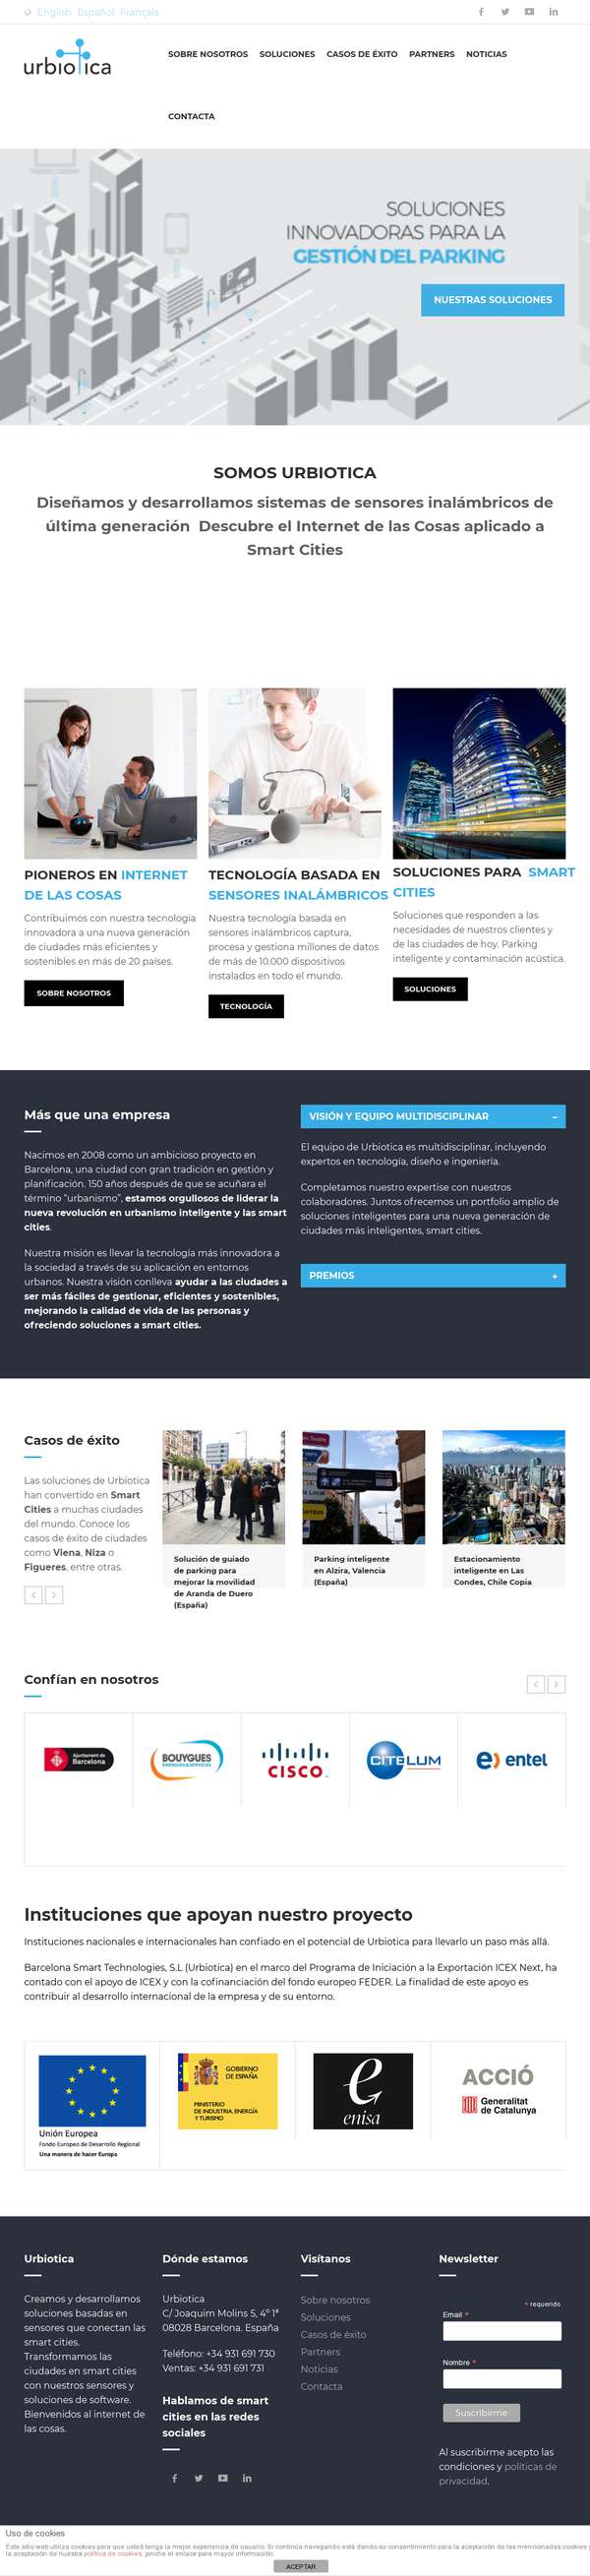 English Español Français
urbiotica
SOBRE NOSOTROS SOLUCIONES CASOS DE ÉXITO PARTNERS NOTICIAS
CONTACTA
SOLUCIONES
INNOVADORAS PARA LA
GESTIÓN DEL PARKING
NUESTRAS SOLUCIONES
SOMOS URBIOTICA
Diseñamos y desarrollamos sistemas de sensores inalámbricos de
última generación Descubre el Internet de las Cosas aplicado a
Smart Cities
PIONEROS EN INTERNET
DE LAS COSAS
Contribuimos con nuestra tecnología
innovadora a una nueva generación
de ciudades más eficientes y
sostenibles en más de 20 países.
SOBRE NOSOTROS
TECNOLOGÍA BASADA EN
SENSORES INALÁMBRICOS
Nuestra tecnología basada en
sensores inalámbricos captura,
procesa y gestiona millones de datos
de más de 10.000 dispositivos
instalados en todo el mundo.
TECNOLOGÍA
SOLUCIONES PARA SMART
CITIES
Soluciones que responden a las
necesidades de nuestros clientes y
de las ciudades de hoy. Parking
inteligente y contaminación acústica.
SOLUCIONES
Más que una empresa
Nacimos en 2008 como un ambicioso proyecto en
Barcelona, una ciudad con gran tradición en gestión y
planificación. 150 años después de que se acuñara el
término “urbanismo”, estamos orgullosos de liderar la
nueva revolución en urbanismo inteligente y las smart
cities.
Nuestra misión es llevar la tecnología más innovadora a
la sociedad a través de su aplicación en entornos
urbanos. Nuestra visión conlleva ayudar a las ciudades a
ser más fáciles de gestionar, eficientes y sostenibles,
mejorando la calidad de vida de las personas y
ofreciendo soluciones a smart cities.
VISIÓN Y EQUIPO MULTIDISCIPLINAR –
El equipo de Urbiotica es multidisciplinar, incluyendo
expertos en tecnología, diseño e ingeniería.
Completamos nuestro expertise con nuestros
colaboradores. Juntos ofrecemos un portfolio amplio de
soluciones inteligentes para una nueva generación de
ciudades más inteligentes, smart cities.
PREMIOS +
Casos de éxito
Las soluciones de Urbiotica
han convertido en Smart
Cities a muchas ciudades
del mundo. Conoce los
casos de éxito de ciudades
como Viena, Niza o
Figueres, entre otras.
Solución de guiado
de parking para
mejorar la movilidad
de Aranda de Duero
(España)
Parking inteligente
en Alzira, Valencia
(España)
Estacionamiento
inteligente en Las
Condes, Chile Copia
Confían en nosotros
Ajuntament de
Barcelona
BOUYGUES
ENERGIES & SERVICES
CISCO
CITELUM
entel
Instituciones que apoyan nuestro proyecto
Instituciones nacionales e internacionales han confiado en el potencial de Urbiotica para llevarlo un paso más allá.
Barcelona Smart Technologies, S.L (Urbiotica) en el marco del Programa de Iniciación a la Exportación ICEX Next, ha
contado con el apoyo de ICEX y con la cofinanciación del fondo europeo FEDER. La finalidad de este apoyo es
contribuir al desarrollo internacional de la empresa y de su entorno.
Unión Europea
Fondo Europeo de Desarrollo Regional
Una manera de hacer Europa
GOBIERNO
DE ESPAÑA
MINISTERIO
DE INDUSTRIA, ENERGÍA
Y TURISMO
e
enisa
ACCIÓ
Generalitat
de Catalunya
Urbiotica
Creamos y desarrollamos
soluciones basadas en
sensores que conectan las
smart cities.
Transformamos las
ciudades en smart cities
con nuestros sensores y
soluciones de software.
Bienvenidos al internet de
las cosas.
Dónde estamos
Urbiotica
C/ Joaquim Molins 5, 4º 1ª
08028 Barcelona. España
Teléfono: +34 931 691 730
Ventas: +34 931 691 731
Hablamos de smart
cities en las redes
sociales
Visítanos
Sobre nosotros
Soluciones
Casos de éxito
Partners
Noticias
Contacta
Newsletter
* requerido
Email *
Nombre *
Suscribirme
Al suscribirme acepto las
condiciones y políticas de
privacidad.
Uso de cookies
Este sitio web utiliza cookies para que usted tenga la mejor experiencia de usuario. Si continúa navegando está dando su consentimiento para la aceptación de las mencionadas cookies y
la aceptación de nuestra política de cookies, pinche el enlace para mayor información.
ACEPTAR